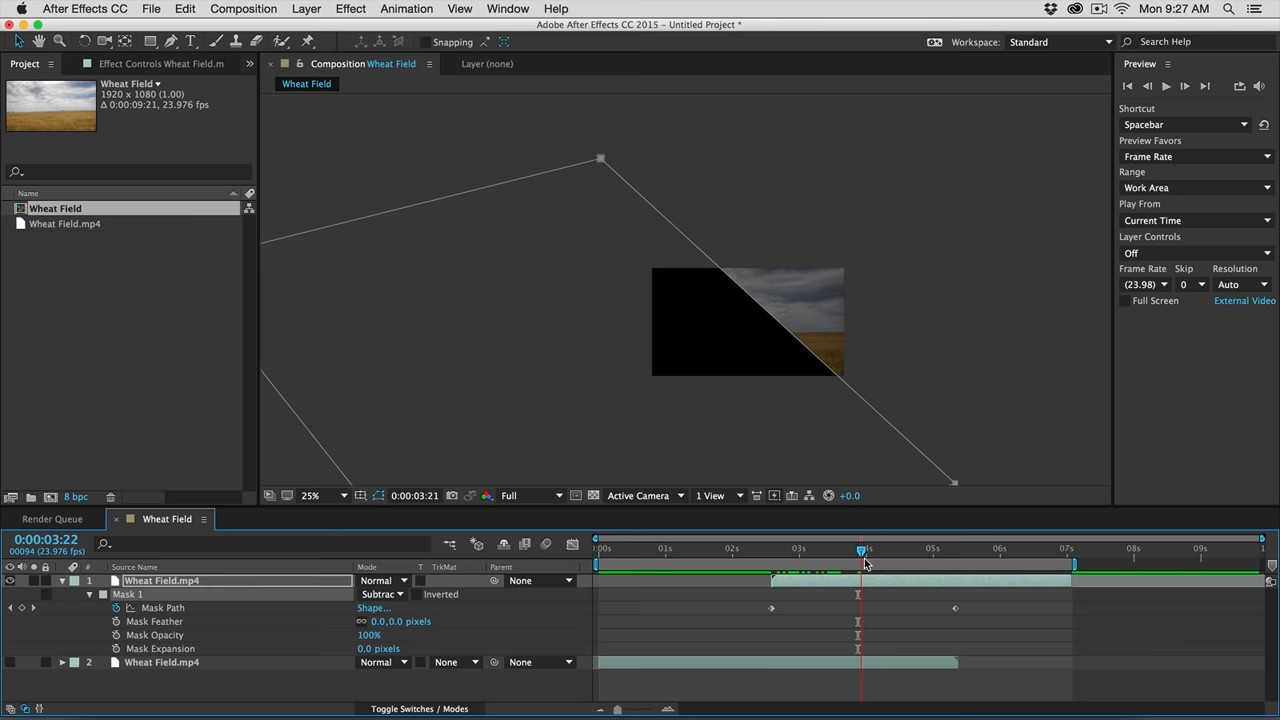 After Effects CC File Edit Composition Layer Effect Animation View Window Help Mon 9:27 AM
Adobe After Effects CC 2015 - Untitled Project *
Snapping Workspace: Standard Search Help
Project Effect Controls Wheat Field.m Composition Wheat Field Layer (none) Preview
Wheat Field
1920 x 1080 (1.00)
Δ 0:00:09:21, 23.976 fps
Wheat Field
Shortcut
Spacebar
Preview Favors
Frame Rate
Range
Work Area
Play From
Current Time
Layer Controls
Off
Frame Rate Skip Resolution
(23.98) 0 Auto
Full Screen External Video
Name
Wheat Field
Wheat Field.mp4
8 bpc
25% 0:00:03:21 Full Active Camera 1 View +0.0
Render Queue Wheat Field
0:00:03:22
00094 (23.976 fps)
:00s 01s 02s 03s 4s 05s 06s 07s 08s 09s 1
# Source Name Mode T TrkMat Parent
1 Wheat Field.mp4 Normal None
Mask 1 Subtrac Inverted
Mask Path Shape...
Mask Feather 0.0,0.0 pixels
Mask Opacity 100%
Mask Expansion 0.0 pixels
2 Wheat Field.mp4 Normal None None
Toggle Switches / Modes